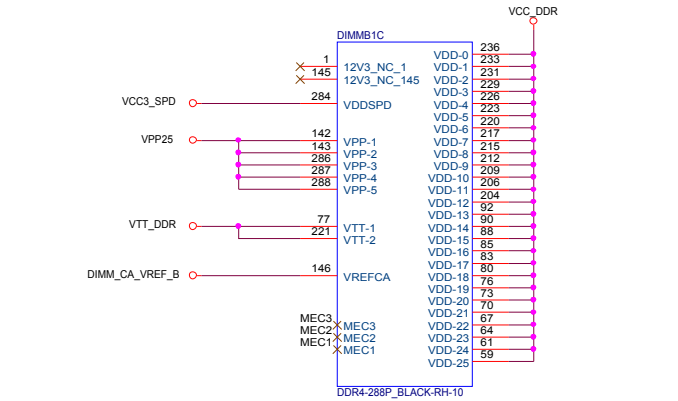 VCC_DDR
DIMMB1C
1 12V3_NC_1
145 12V3_NC_145
VCC3_SPD 284 VDDSPD
VPP25 142 VPP-1
143 VPP-2
286 VPP-3
287 VPP-4
288 VPP-5
VTT_DDR 77 VTT-1
221 VTT-2
DIMM_CA_VREF_B 146 VREFCA
MEC3 MEC3
MEC2 MEC2
MEC1 MEC1
VDD-0 236
VDD-1 233
VDD-2 231
VDD-3 229
VDD-4 226
VDD-5 223
VDD-6 220
VDD-7 217
VDD-8 215
VDD-9 212
VDD-10 209
VDD-11 206
VDD-12 204
VDD-13 92
VDD-14 90
VDD-15 88
VDD-16 85
VDD-17 83
VDD-18 80
VDD-19 76
VDD-20 73
VDD-21 70
VDD-22 67
VDD-23 64
VDD-24 61
VDD-25 59
DDR4-288P_BLACK-RH-10